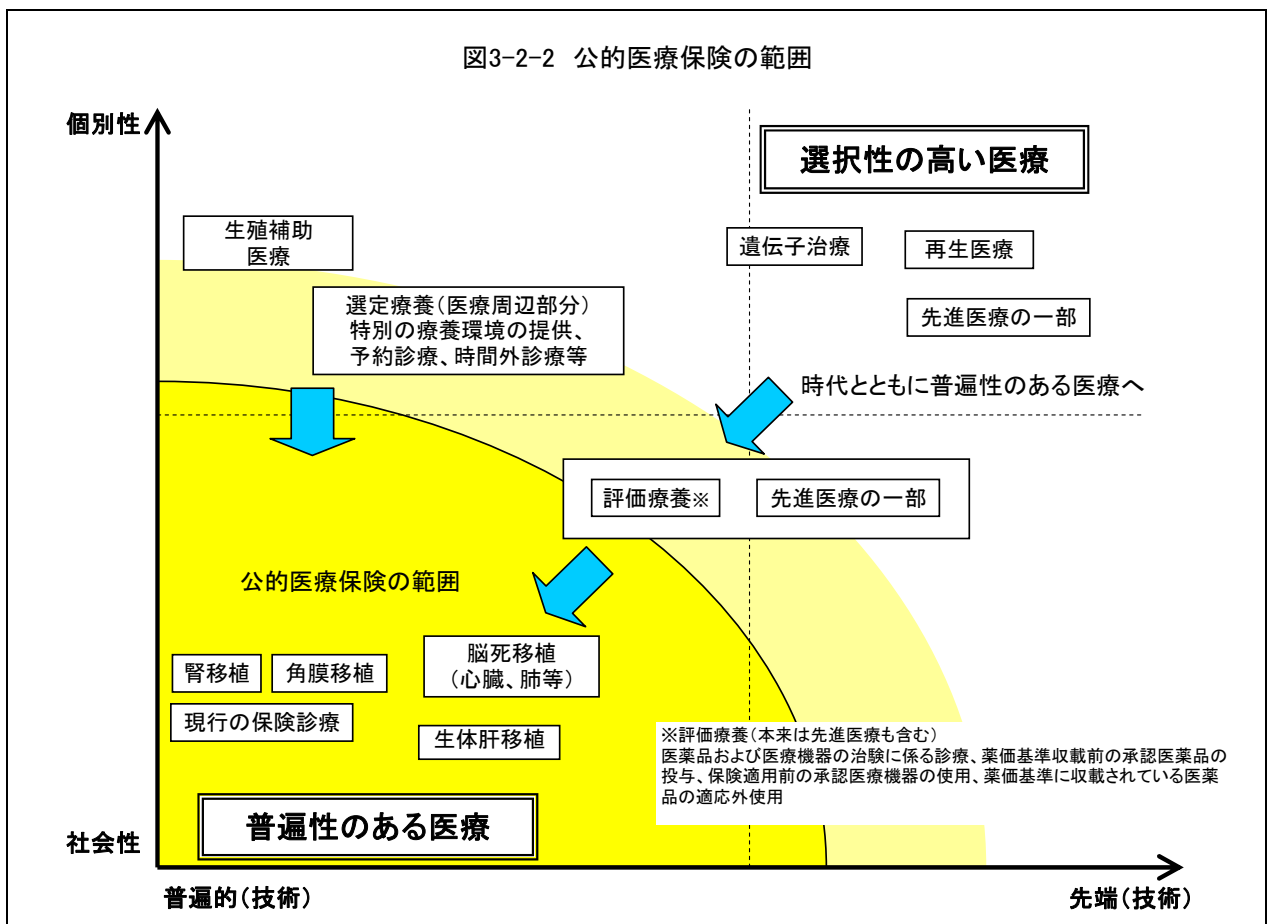 図3-2-2 公的医療保険の範囲
個別性
選択性の高い医療
生殖補助
医療
遺伝子治療
再生医療
選定療養(医療周辺部分)
特別の療養環境の提供、
予約診療、時間外診療等
先進医療の一部
時代とともに普遍性のある医療へ
評価療養※
先進医療の一部
公的医療保険の範囲
脳死移植
(心臓、肺等)
腎移植
角膜移植
現行の保険診療
生体肝移植
※評価療養(本来は先進医療も含む)
医薬品および医療機器の治験に係る診療、薬価基準収載前の承認医薬品の
投与、保険適用前の承認医療機器の使用、薬価基準に収載されている医薬
品の適応外使用
普遍性のある医療
社会性
普遍的(技術)
先端(技術)